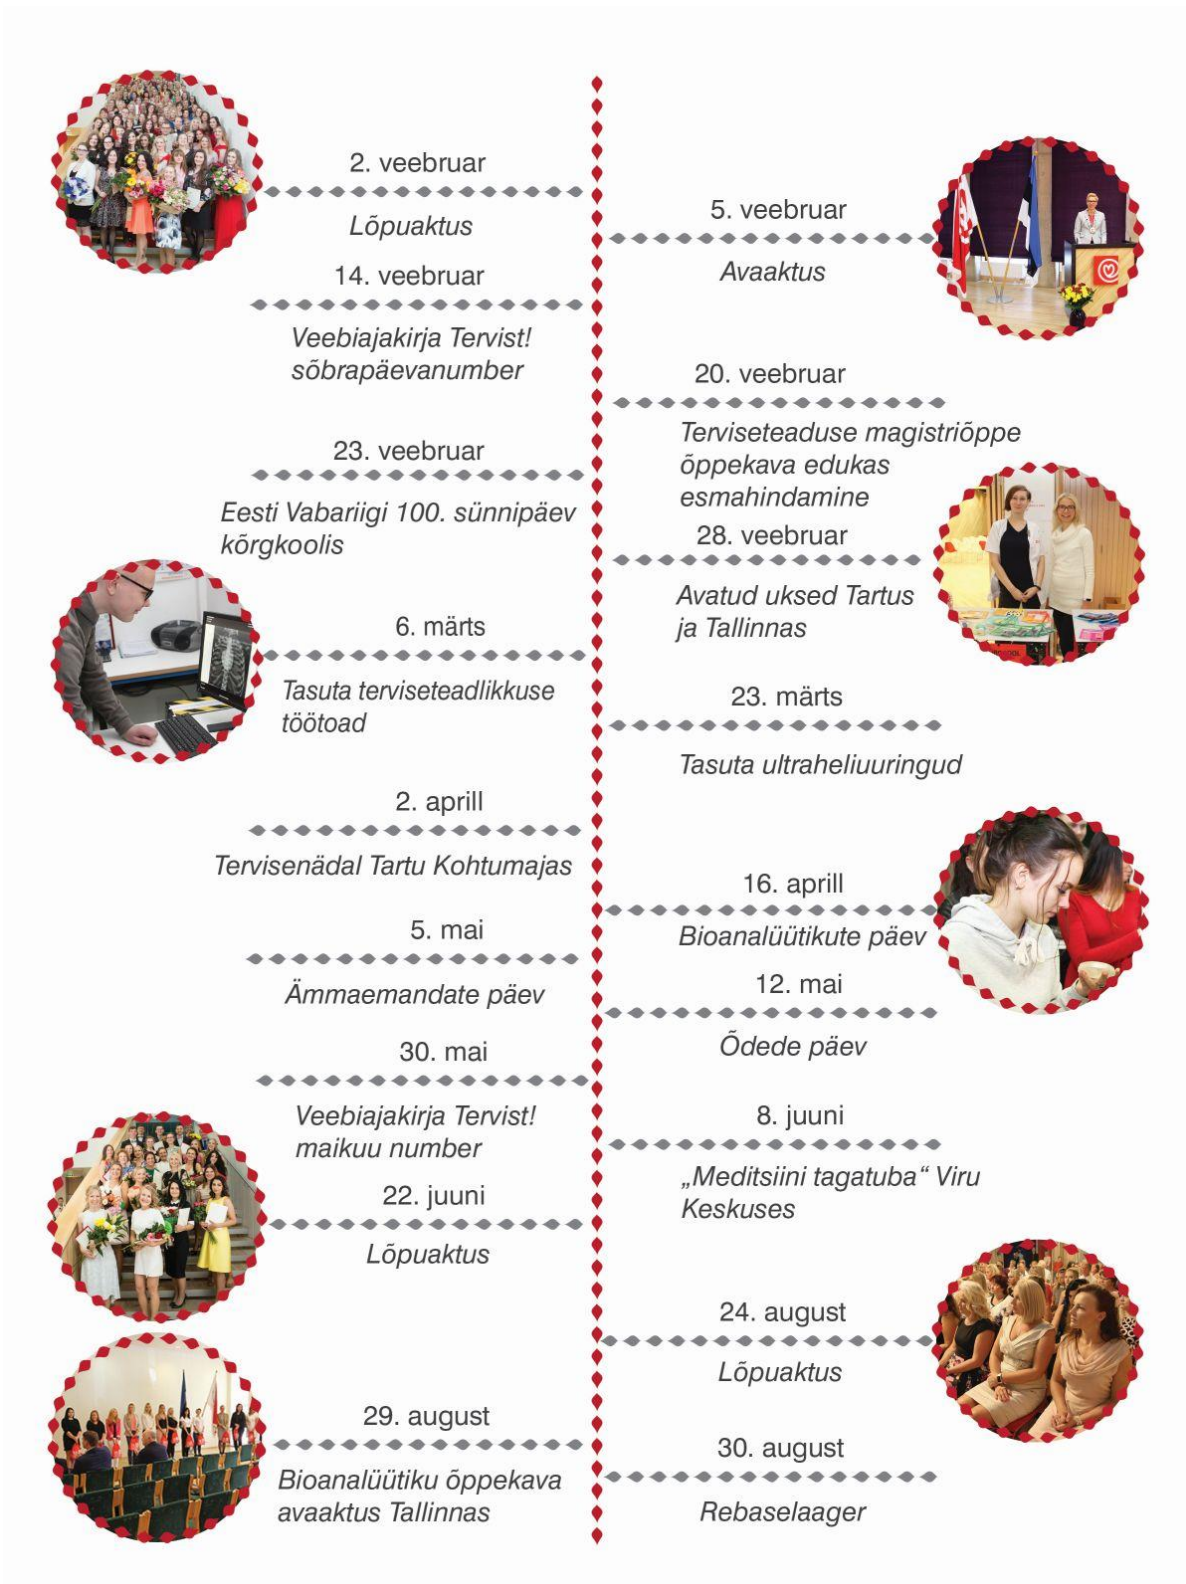 2. veebruar
Lõpuaktus
5. veebruar
Avaaktus
14. veebruar
Veebiajakirja Tervist!
sõbrapäevanumber
20. veebruar
Terviseteaduse magistriõppe
õppekava edukas
esmahindamine
23. veebruar
Eesti Vabariigi 100. sünnipäev
kõrgkoolis
28. veebruar
Avatud uksed Tartus
ja Tallinnas
6. märts
Tasuta terviseteadlikkuse
töötoad
23. märts
Tasuta ultraheliuuringud
2. aprill
Tervisenädal Tartu Kohtumajas
16. aprill
Bioanalüütikute päev
5. mai
Ämmaemandate päev
12. mai
Õdede päev
30. mai
Veebiajakirja Tervist!
maikuu number
8. juuni
„Meditsiini tagatuba“ Viru
Keskuses
22. juuni
Lõpuaktus
24. august
Lõpuaktus
29. august
Bioanalüütiku õppekava
avaaktus Tallinnas
30. august
Rebaselaager